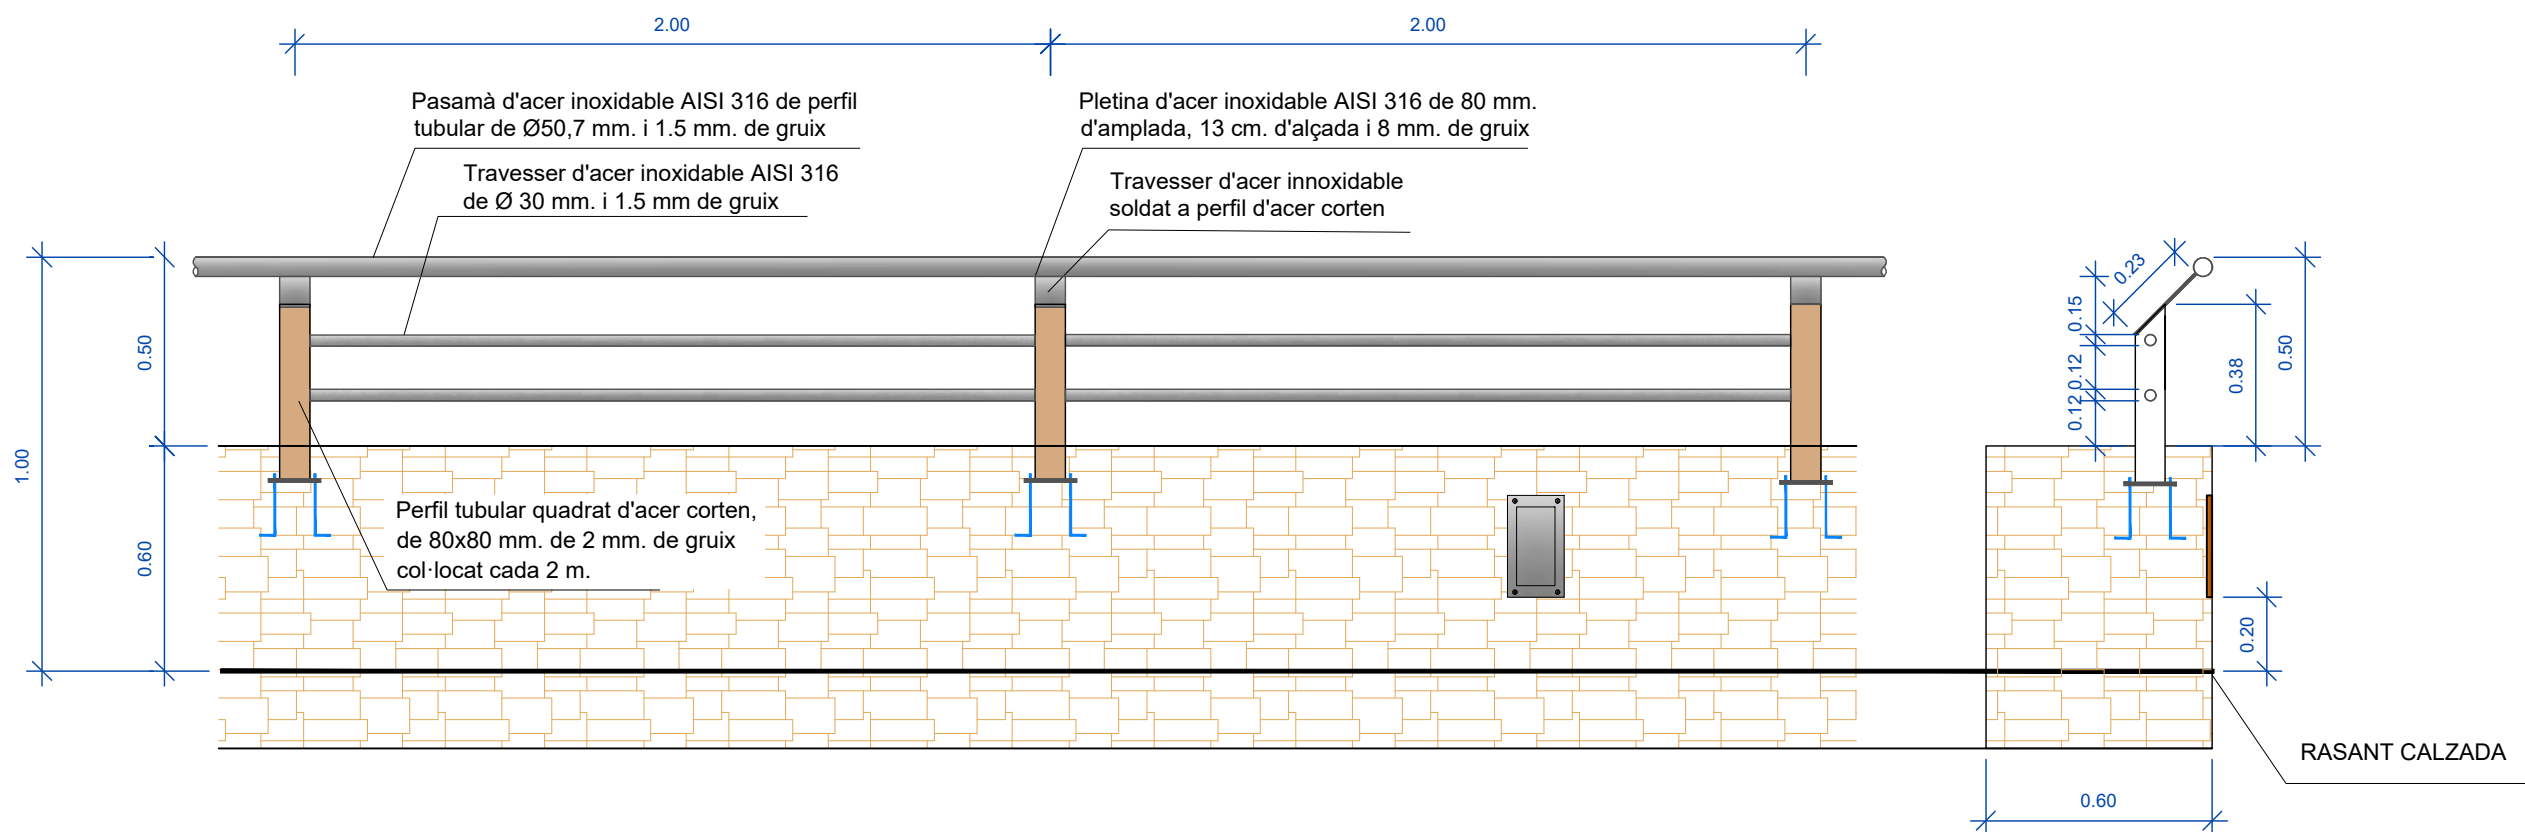 2.00
2.00
Pasamà d'acer inoxidable AISI 316 de perfil
tubular de Ø50,7 mm. i 1.5 mm. de gruix
Pletina d'acer inoxidable AISI 316 de 80 mm.
d'amplada, 13 cm. d'alçada i 8 mm. de gruix
Travesser d'acer inoxidable AISI 316
de Ø 30 mm. i 1.5 mm de gruix
Travesser d'acer innoxidable
soldat a perfil d'acer corten
1.00
0.50
0.60
Perfil tubular quadrat d'acer corten,
de 80x80 mm. de 2 mm. de gruix
col·locat cada 2 m.
0.23
0.15
0.12
0.12
0.38
0.50
0.20
RASANT CALZADA
0.60